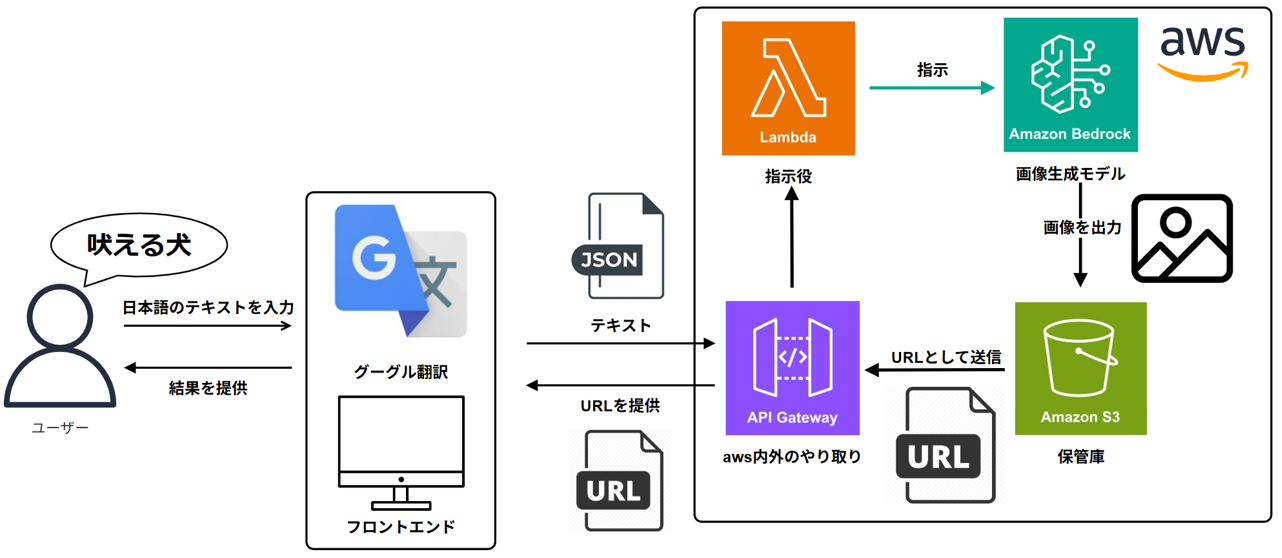 吠える犬
日本語のテキストを入力
結果を提供
ユーザー
G
文
グーグル翻訳
フロントエンド
JSON
テキスト
URLを提供
URL
aws
Lambda
指示役
指示
Amazon Bedrock
画像生成モデル
画像を出力
</>
API Gateway
aws内外のやり取り
URLとして送信
URL
Amazon S3
保管庫